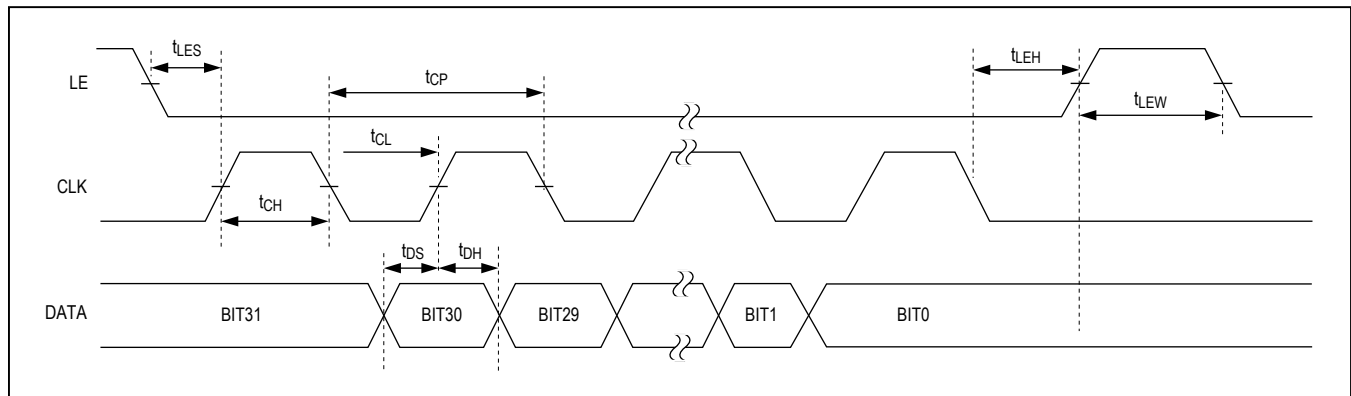 tLES
tLEH
LE
tCP
tLEW
tCL
CLK
tCH
tDS tDH
DATA BIT31 BIT30 BIT29 BIT1 BIT0